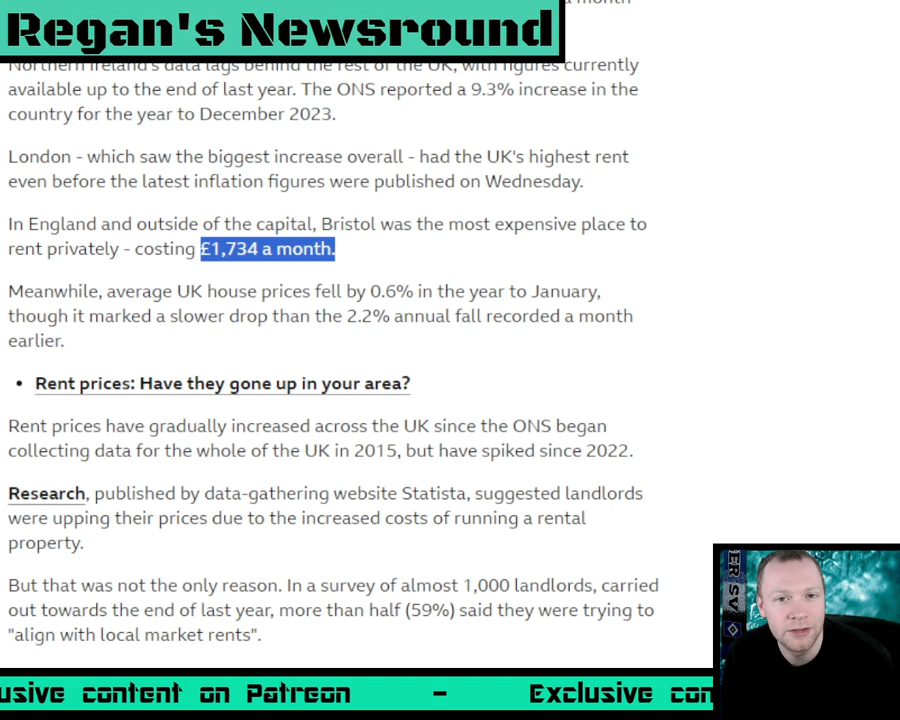 a month
Regan's Newsround
Northern Ireland's data lags behind the rest of the UK, with figures currently
available up to the end of last year. The ONS reported a 9.3% increase in the
country for the year to December 2023.
London - which saw the biggest increase overall - had the UK's highest rent
even before the latest inflation figures were published on Wednesday.
In England and outside of the capital, Bristol was the most expensive place to
rent privately - costing £1,734 a month.
Meanwhile, average UK house prices fell by 0.6% in the year to January,
though it marked a slower drop than the 2.2% annual fall recorded a month
earlier.
• Rent prices: Have they gone up in your area?
Rent prices have gradually increased across the UK since the ONS began
collecting data for the whole of the UK in 2015, but have spiked since 2022.
Research, published by data-gathering website Statista, suggested landlords
were upping their prices due to the increased costs of running a rental
property.
But that was not the only reason. In a survey of almost 1,000 landlords, carried
out towards the end of last year, more than half (59%) said they were trying to
"align with local market rents".
usive content on Patreon - Exclusive con